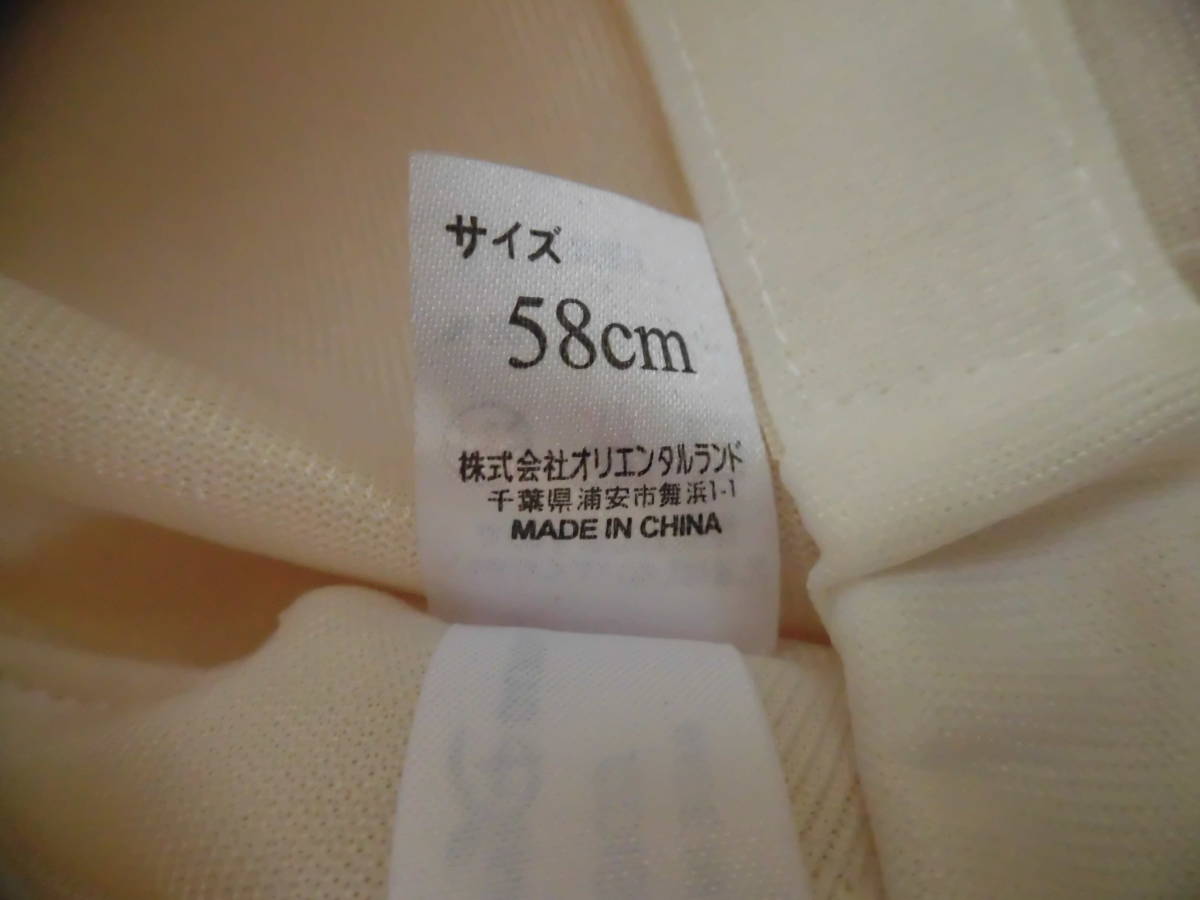 サイズ
58cm
株式会社オリエンタルランド
千葉県浦安市舞浜1-1
MADE IN CHINA